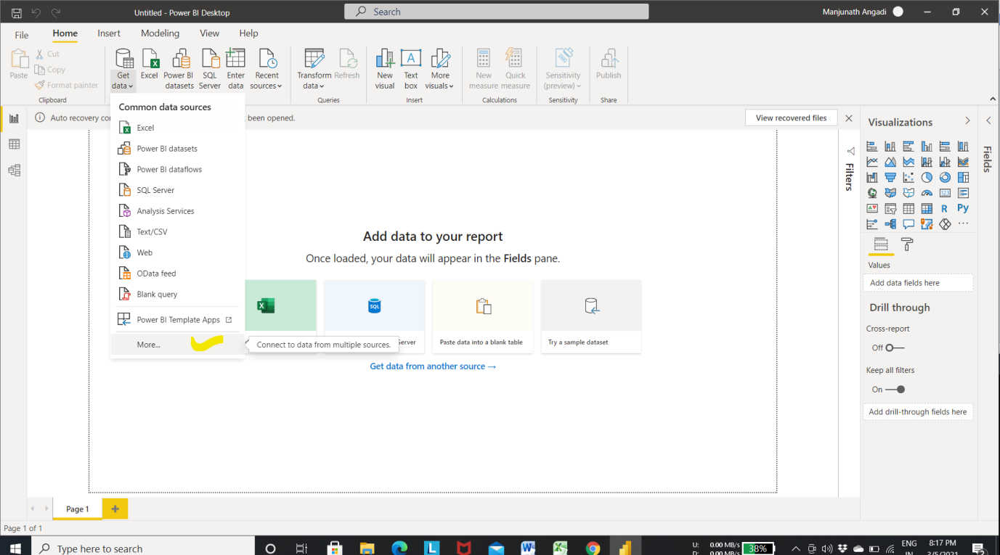 Untitled - Power BI Desktop
Search
Manjunath Angadi
File
Home
Insert
Modeling
View
Help
Paste
Cut
Copy
Format painter
Clipboard
Get
data
Excel
Power BI
datasets
SQL
Server
Enter
data
Recent
sources
Transform
data
Refresh
Queries
New
visual
Text
box
More
visuals
Insert
New
measure
Quick
measure
Calculations
Sensitivity
(preview)
Sensitivity
Publish
Share
Auto recovery co
t been opened.
View recovered files
Common data sources
Excel
Power BI datasets
Power BI dataflows
SQL Server
Analysis Services
Text/CSV
Web
OData feed
Blank query
Power BI Template Apps
More...
Connect to data from multiple sources.
Add data to your report
Once loaded, your data will appear in the Fields pane.
SQL
erver
Paste data into a blank table
Try a sample dataset
Get data from another source →
Filters
Visualizations
123
R
Py
...
Values
Add data fields here
Drill through
Cross-report
Off
Keep all filters
On
Add drill-through fields here
Fields
Page 1
+
Page 1 of 1
Type here to search
U: 0.00 MB/s
D: 0.00 MB/s
38%
ENG
IN
8:17 PM
3/5/2021
2